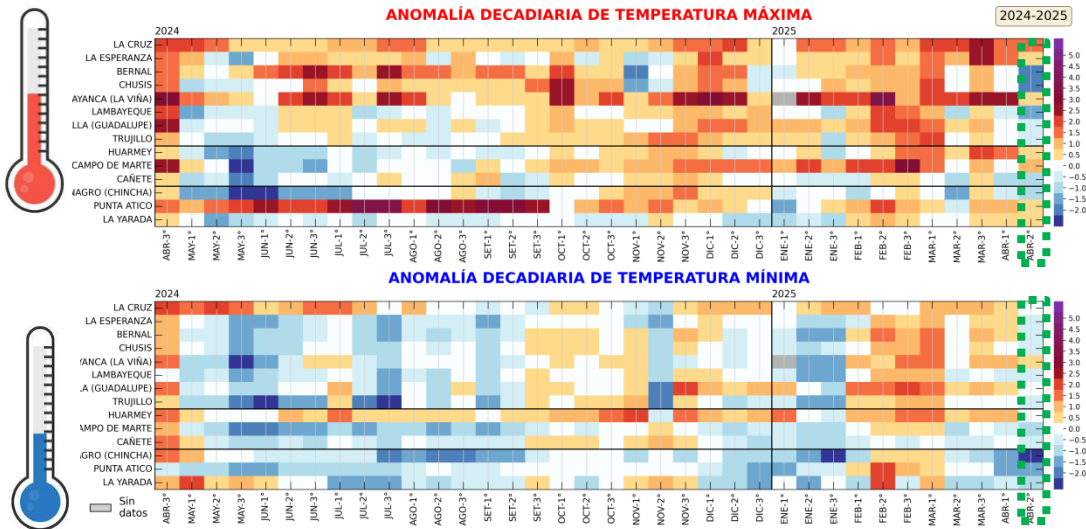 ANOMALÍA DECADIARIA DE TEMPERATURA MÁXIMA
2024-2025
2024
2025
LA CRUZ
LA ESPERANZA
BERNAL
CHUSIS
AYANCA (LA VIÑA)
LAMBAYEQUE
LLA (GUADALUPE)
TRUJILLO
HUARMEY
CAMPO DE MARTE
CAÑETE
NAGRO (CHINCHA)
PUNTA ATICO
LA YARADA
5.0
4.5
4.0
3.5
3.0
2.5
2.0
1.5
1.0
0.5
0.0
−0.5
−1.0
−1.5
−2.0
ABR-3° MAY-1° MAY-2° MAY-3° JUN-1° JUN-2° JUN-3° JUL-1° JUL-2° JUL-3° AGO-1° AGO-2° AGO-3° SET-1° SET-2° SET-3° OCT-1° OCT-2° OCT-3° NOV-1° NOV-2° NOV-3° DIC-1° DIC-2° DIC-3° ENE-1° ENE-2° ENE-3° FEB-1° FEB-2° FEB-3° MAR-1° MAR-2° MAR-3° ABR-1° ABR-2°
ANOMALÍA DECADIARIA DE TEMPERATURA MÍNIMA
2024
2025
LA CRUZ
LA ESPERANZA
BERNAL
CHUSIS
YANCA (LA VIÑA)
LAMBAYEQUE
LA (GUADALUPE)
TRUJILLO
HUARMEY
AMPO DE MARTE
CAÑETE
AGRO (CHINCHA)
PUNTA ATICO
LA YARADA
5.0
4.5
4.0
3.5
3.0
2.5
2.0
1.5
1.0
0.5
0.0
−0.5
−1.0
−1.5
−2.0
Sin
datos
ABR-3° MAY-1° MAY-2° MAY-3° JUN-1° JUN-2° JUN-3° JUL-1° JUL-2° JUL-3° AGO-1° AGO-2° AGO-3° SET-1° SET-2° SET-3° OCT-1° OCT-2° OCT-3° NOV-1° NOV-2° NOV-3° DIC-1° DIC-2° DIC-3° ENE-1° ENE-2° ENE-3° FEB-1° FEB-2° FEB-3° MAR-1° MAR-2° MAR-3° ABR-1° ABR-2°